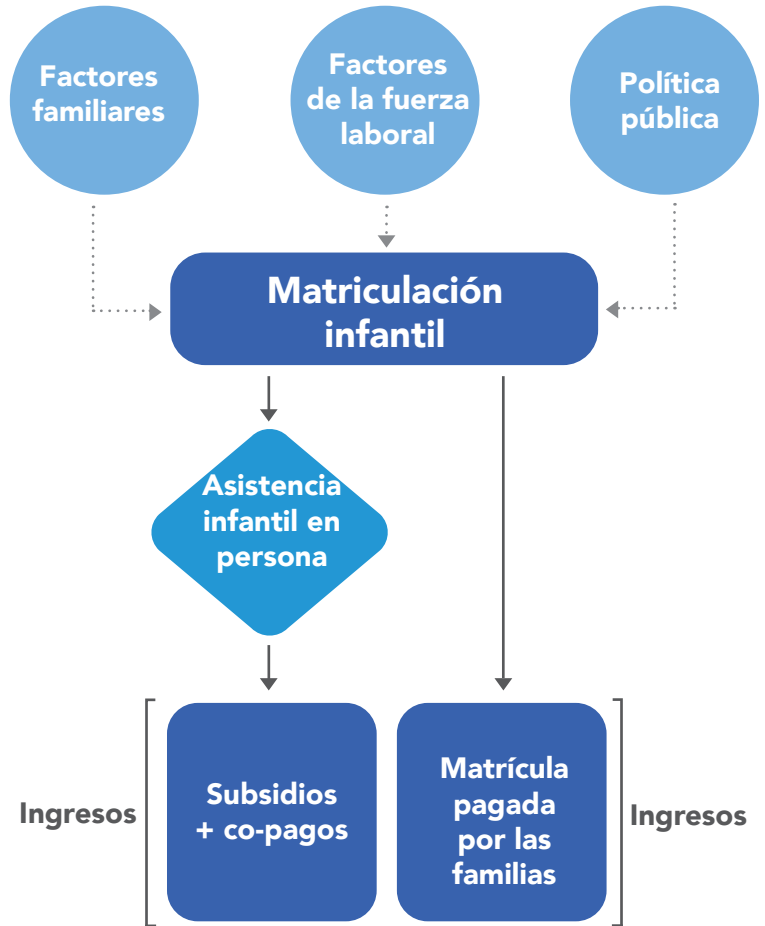 Factores
familiares
Factores
de la fuerza
laboral
Política
pública
Matriculación
infantil
Asistencia
infantil en
persona
Ingresos
Subsidios
+ co-pagos
Matrícula
pagada
por las
familias
Ingresos